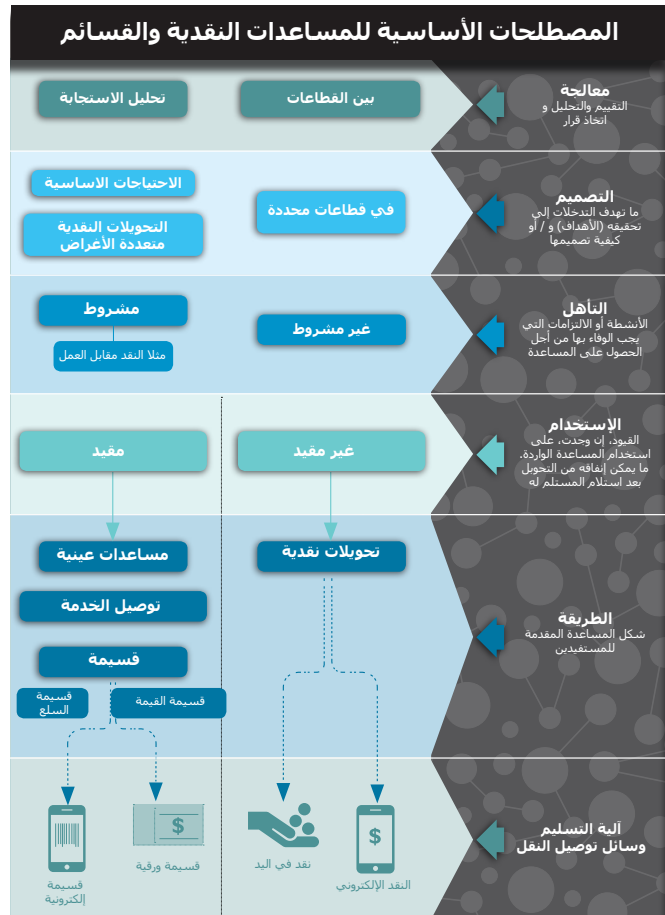 المصطلحات الأساسية للمساعدات النقدية والقسائم
معالجة
التقييم والتحليل و
اتخاذ قرار
بين القطاعات
تحليل الاستجابة
التصميم
ما تهدف التدخلات إلى
تحقيقه (الأهداف) و / أو
كيفية تصميمها
في قطاعات محددة
الاحتياجات الاساسية
التحويلات النقدية
متعددة الأغراض
التأهل
الأنشطة أو الالتزامات التي
يجب الوفاء بها من أجل
الحصول على المساعدة
غير مشروط
مشروط
مثلا النقد مقابل العمل
الإستخدام
القيود، إن وجدت، على
استخدام المساعدة الواردة.
ما يمكن إنفاقه من التحويل
بعد استلام المستلم له
غير مقيد
مقيد
الطريقة
شكل المساعدة المقدمة
للمستفيدين
تحويلات نقدية
مساعدات عينية
توصيل الخدمة
قسيمة
قسيمة القيمة
قسيمة
السلع
آلية التسليم
وسائل توصيل النقل
$
النقد الإلكتروني
نقد في اليد
$
قسيمة ورقية
قسيمة
إلكترونية